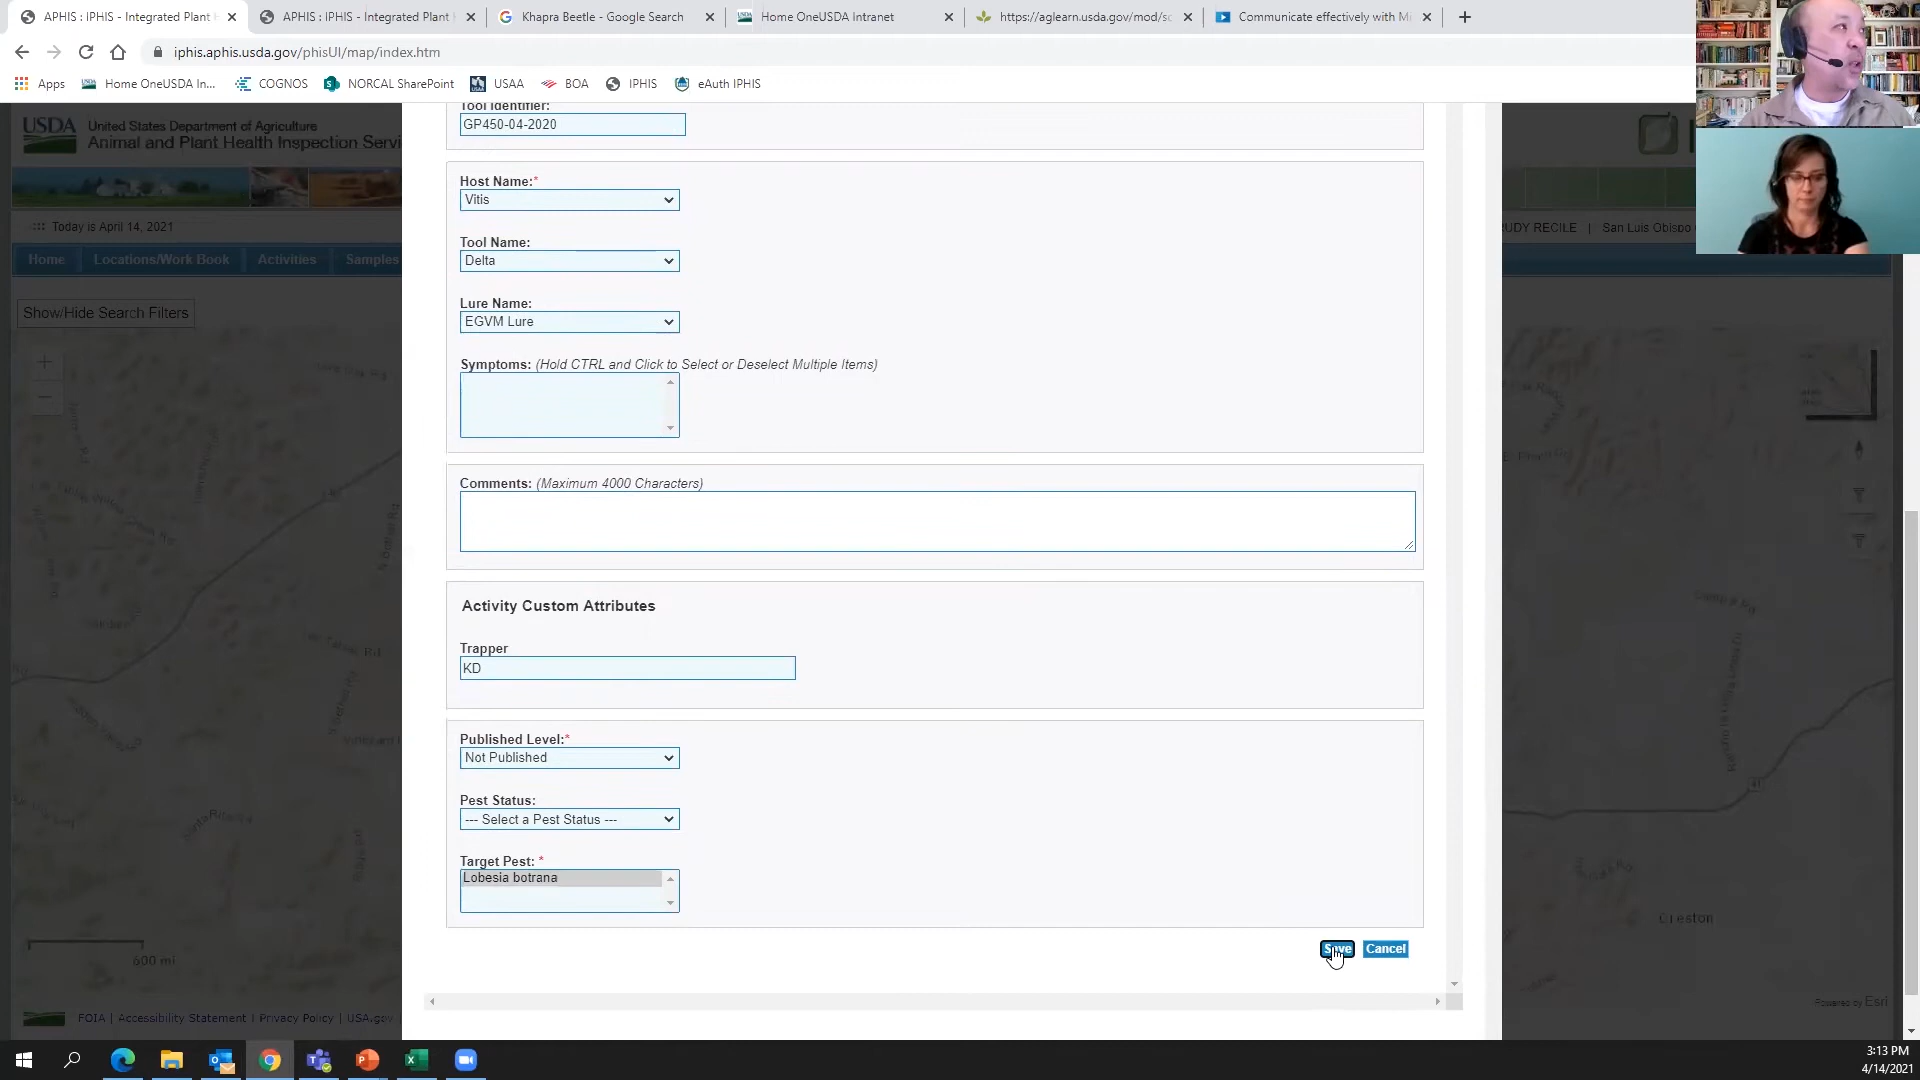 APHIS : IPHIS - Integrated Plant H
APHIS : IPHIS - Integrated Plant H
Khapra Beetle - Google Search
Home OneUSDA Intranet
https://aglearn.usda.gov/mod/sc
Communicate effectively with Mi
iphis.aphis.usda.gov/phisUI/map/index.htm
Apps
Home OneUSDA In...
COGNOS
NORCAL SharePoint
USAA
BOA
IPHIS
eAuth IPHIS
USDA
United States Department of Agriculture
Animal and Plant Health Inspection Servi
Today is April 14, 2021
UDY RECILE | San Luis Obispo
Home
Locations/Work Book
Activities
Samples
Show/Hide Search Filters
Tool Identifier:
GP450-04-2020
Host Name:*
Vitis
Tool Name:
Delta
Lure Name:
EGVM Lure
Symptoms: (Hold CTRL and Click to Select or Deselect Multiple Items)
Comments: (Maximum 4000 Characters)
Activity Custom Attributes
Trapper
KD
Published Level:*
Not Published
Pest Status:
--- Select a Pest Status ---
Target Pest: *
Lobesia botrana
Save
Cancel
Creston
600 mi
Powered by Esri
FOIA | Accessibility Statement | Privacy Policy | USA.gov
3:13 PM
4/14/2021